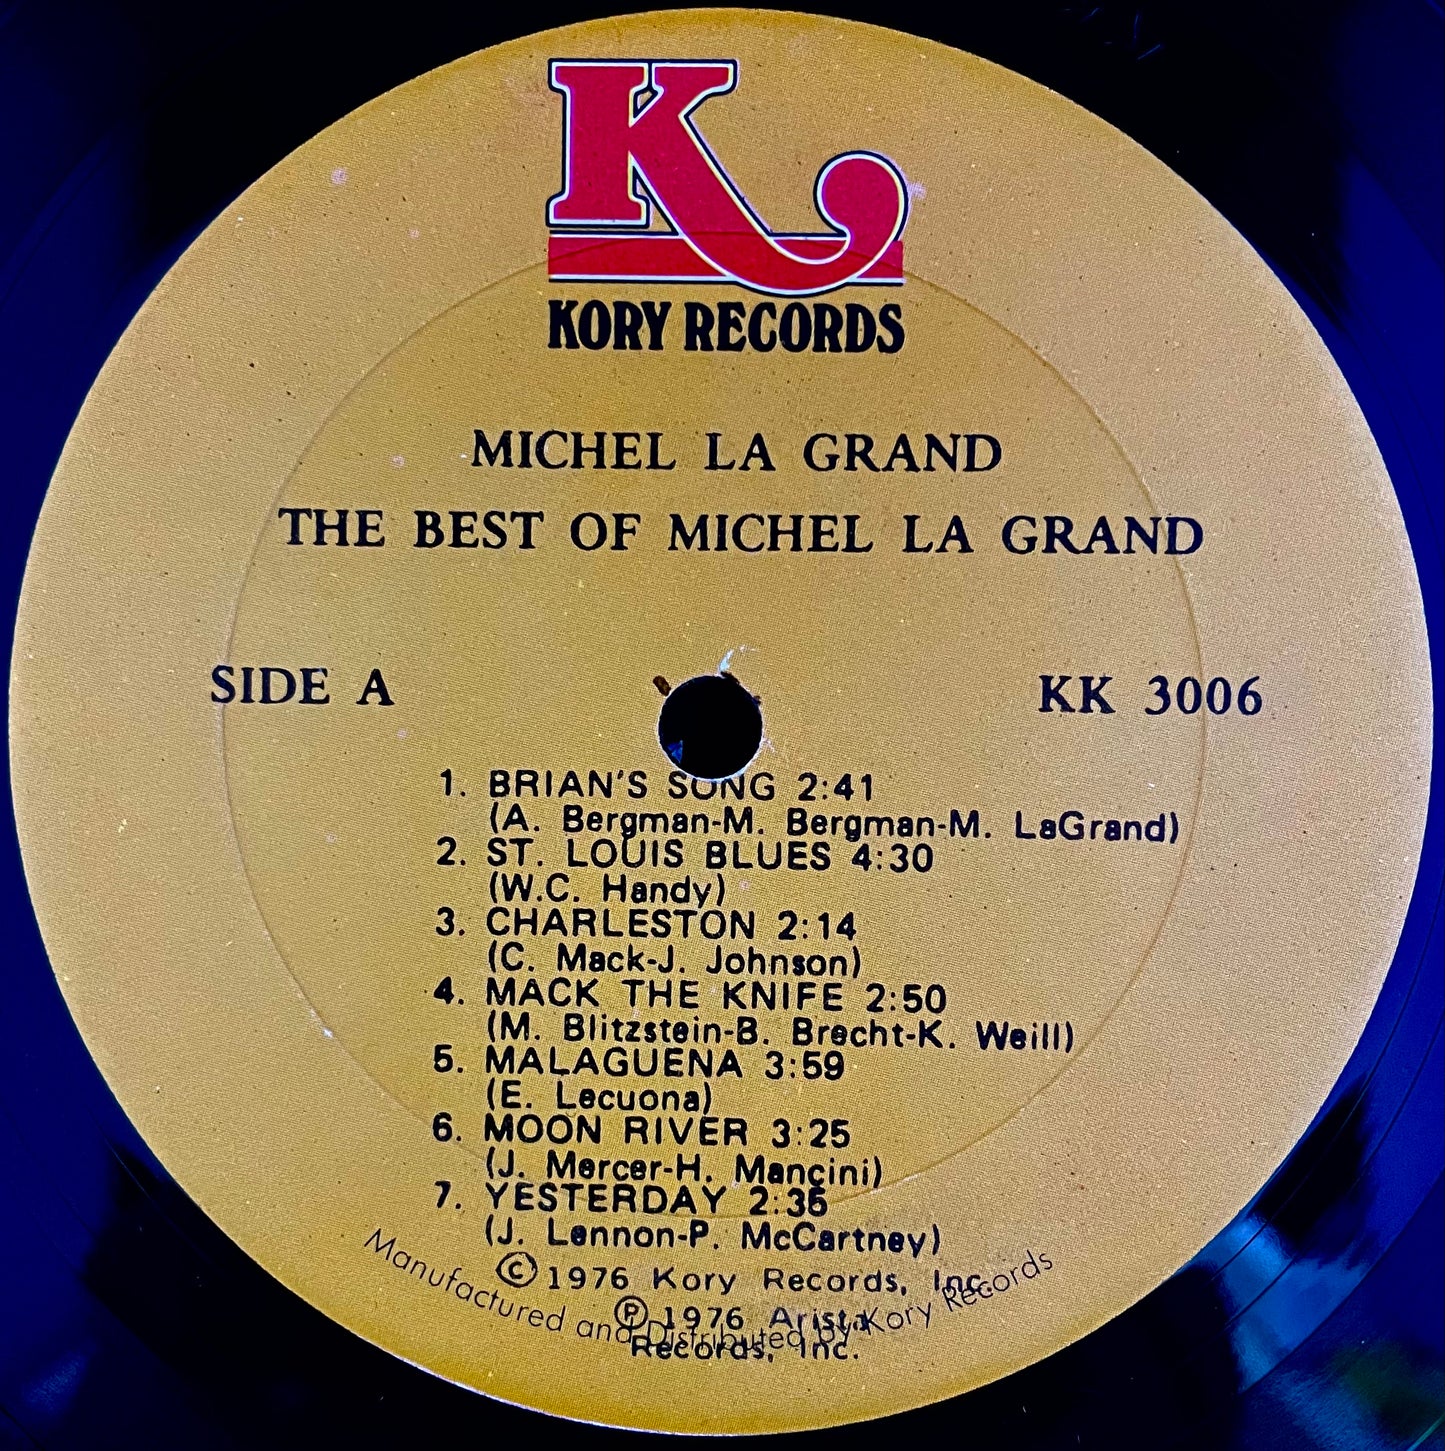 K
KORY RECORDS
MICHEL LA GRAND
THE BEST OF MICHEL LA GRAND
SIDE A
KK 3006
1. BRIAN'S SONG 2:41
(A. Bergman-M. Bergman-M. LaGrand)
2. ST. LOUIS BLUES 4:30
(W.C. Handy)
3. CHARLESTON 2:14
(C. Mack-J. Johnson)
4. MACK THE KNIFE 2:50
(M. Blitzstein-B. Brecht-K. Weill)
5. MALAGUENA 3:59
(E. Lecuona)
6. MOON RIVER 3:25
(J. Mercer-H. Mancini)
7. YESTERDAY 2:36
(J. Lennon-P. McCartney)
© 1976 Kory Records, Inc.
℗ 1976 Arista
Records, Inc.
Manufactured and Distributed by Kory Records